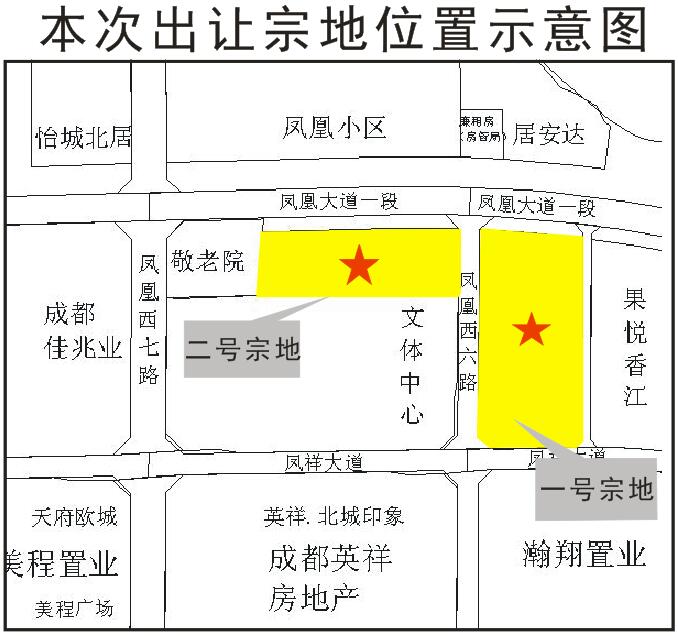 本次出让宗地位置示意图
怡城北居
凤凰小区
廉租房
(房管局)
居安达
凤凰大道一段
凤凰大道一段
凤凰西七路
敬老院
成都
佳兆业
二号宗地
文体中心
凤凰西六路
果悦香江
凤祥大道
一号宗地
天府欧城
美程置业
美程广场
英祥.北城印象
成都英祥
房地产
瀚翔置业